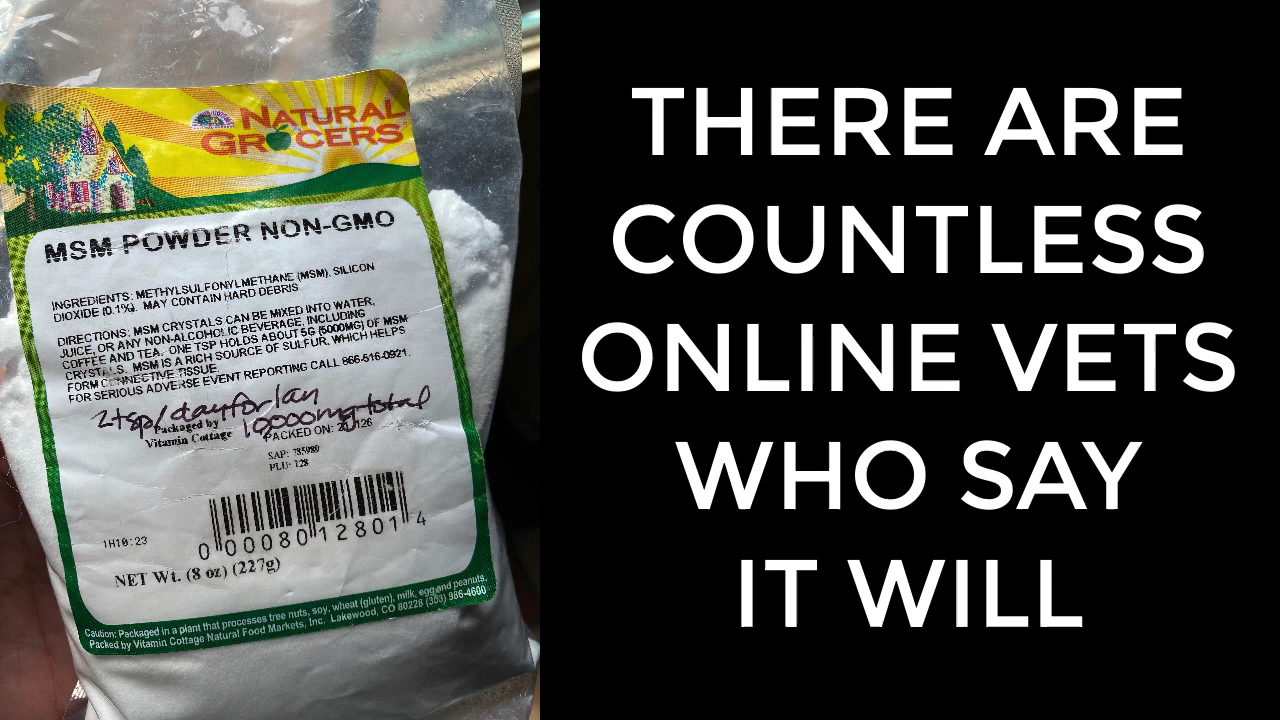 NATURAL
GROCERS
MSM POWDER NON-GMO
INGREDIENTS: METHYLSULFONYLMETHANE (MSM), SILICON
DIOXIDE (0.1%). MAY CONTAIN HARD DEBRIS.
DIRECTIONS: MSM CRYSTALS CAN BE MIXED INTO WATER,
JUICE, OR ANY NON-ALCOHOLIC BEVERAGE, INCLUDING
COFFEE AND TEA. ONE TSP HOLDS ABOUT 5G (5000MG) OF MSM
CRYSTALS. MSM IS A RICH SOURCE OF SULFUR, WHICH HELPS
FORM CONNECTIVE TISSUE.
FOR SERIOUS ADVERSE EVENT REPORTING CALL 866-516-0921.
2 tsp/day for Ian
10000mg total
Packaged by
Vitamin Cottage
PACKED ON:
SAP: 785980
PLU: 128
1H10:23
0 00080 12801 4
NET Wt. (8 oz) (227g)
Caution: Packaged in a plant that processes tree nuts, soy, wheat (gluten), milk, egg and peanuts.
Packed by Vitamin Cottage Natural Food Markets, Inc. Lakewood, CO 80228 (303) 986-4600
THERE ARE
COUNTLESS
ONLINE VETS
WHO SAY
IT WILL